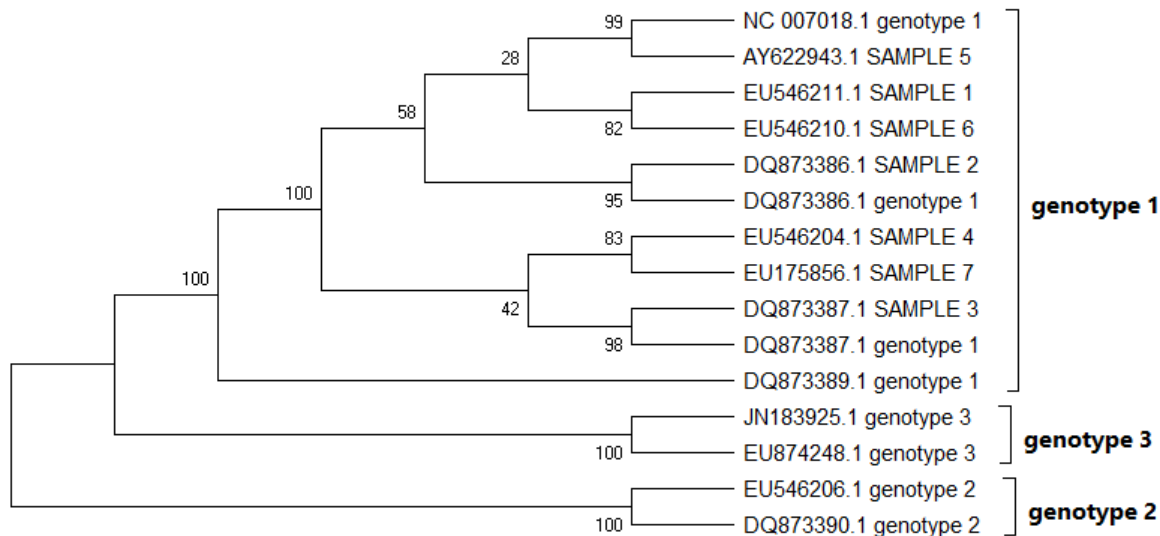 99
NC 007018.1 genotype 1
AY622943.1 SAMPLE 5
28
EU546211.1 SAMPLE 1
82
EU546210.1 SAMPLE 6
58
DQ873386.1 SAMPLE 2
95
DQ873386.1 genotype 1
100
genotype 1
83
EU546204.1 SAMPLE 4
EU175856.1 SAMPLE 7
100
42
DQ873387.1 SAMPLE 3
98
DQ873387.1 genotype 1
DQ873389.1 genotype 1
JN183925.1 genotype 3
genotype 3
100
EU874248.1 genotype 3
EU546206.1 genotype 2
genotype 2
100
DQ873390.1 genotype 2